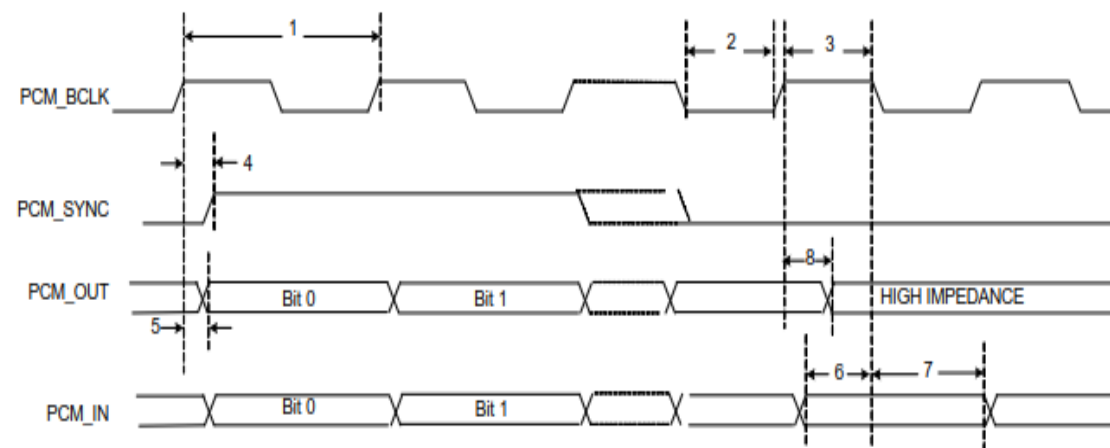 1
2
3
PCM_BCLK
4
PCM_SYNC
8
PCM_OUT
Bit 0
Bit 1
HIGH IMPEDANCE
5
6
7
PCM_IN
Bit 0
Bit 1